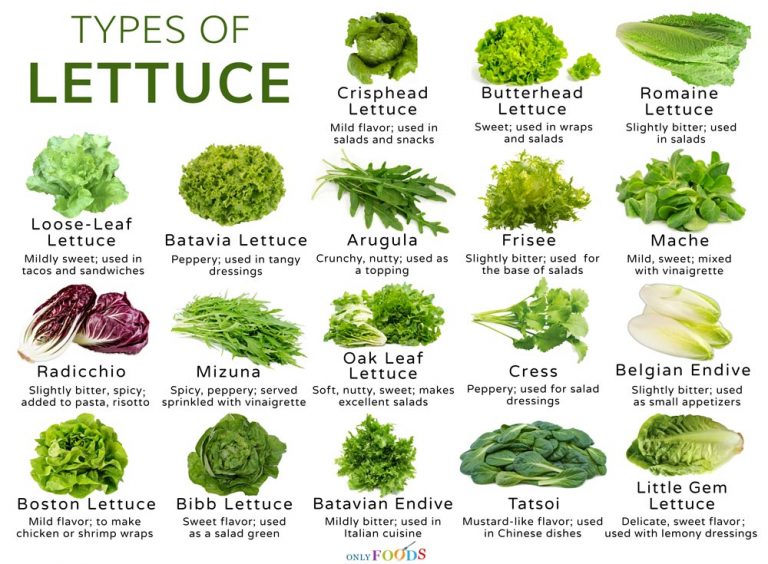 TYPES OF
LETTUCE
Crisphead
Lettuce
Mild flavor; used in
salads and snacks
Butterhead
Lettuce
Sweet; used in wraps
and salads
Romaine
Lettuce
Slightly bitter; used
in salads
Loose-Leaf
Lettuce
Mildly sweet; used in
tacos and sandwiches
Batavia Lettuce
Peppery; used in tangy
dressings
Arugula
Crunchy, nutty; used as
a topping
Frisee
Slightly bitter; used for
the base of salads
Mache
Mild, sweet; mixed
with vinaigrette
Radicchio
Slightly bitter, spicy;
added to pasta, risotto
Mizuna
Spicy, peppery; served
sprinkled with vinaigrette
Oak Leaf
Lettuce
Soft, nutty, sweet; makes
excellent salads
Cress
Peppery; used for salad
dressings
Belgian Endive
Slightly bitter; used
as small appetizers
Boston Lettuce
Mild flavor; to make
chicken or shrimp wraps
Bibb Lettuce
Sweet flavor; used
as a salad green
Batavian Endive
Mildly bitter; used in
Italian cuisine
Tatsoi
Mustard-like flavor; used
in Chinese dishes
Little Gem
Lettuce
Delicate, sweet flavor;
used with lemony dressings
ONLY FOODS